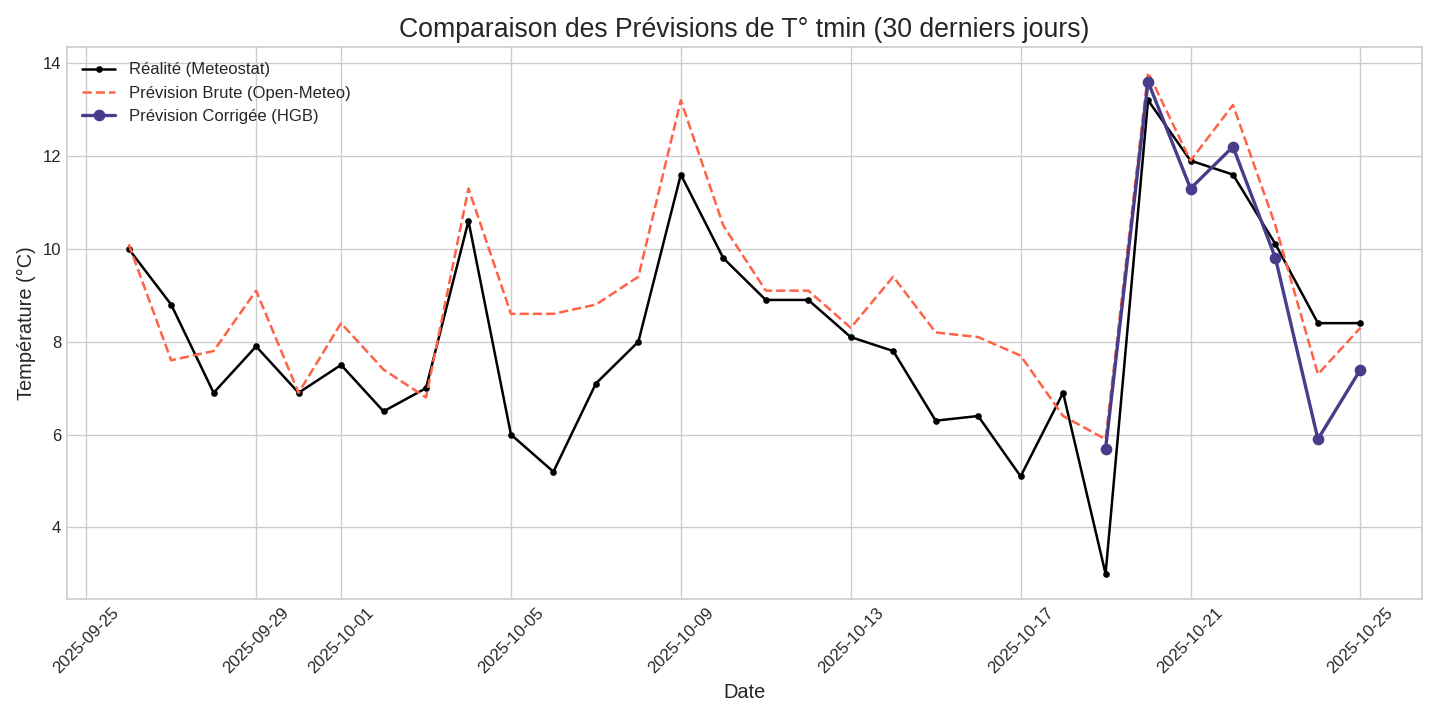 Comparaison des Prévisions de T° tmin (30 derniers jours)
Réalité (Meteostat)
Prévision Brute (Open-Meteo)
Prévision Corrigée (HGB)
Température (°C)
14
12
10
8
6
4
2025-09-25
2025-09-29
2025-10-01
2025-10-05
2025-10-09
2025-10-13
2025-10-17
2025-10-21
2025-10-25
Date